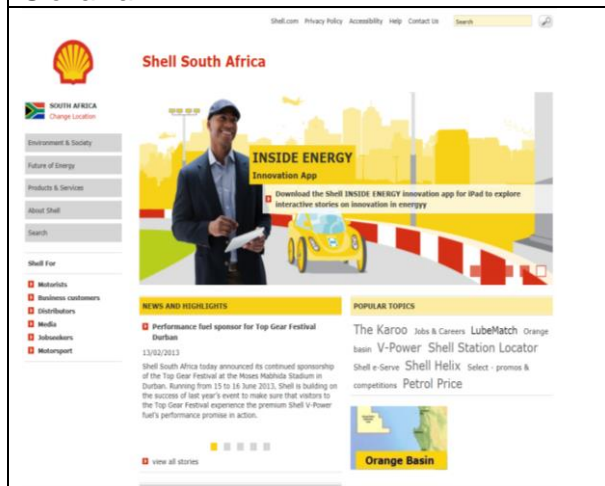 Shell.com Privacy Policy Accessibility Help Contact Us Search
Shell South Africa
SOUTH AFRICA
Change Location
Environment & Society
Future of Energy
Products & Services
About Shell
Search
Shell For
Motorists
Business customers
Distributors
Media
Jobseekers
Motorsport
INSIDE ENERGY
Innovation App
Download the Shell INSIDE ENERGY innovation app for iPad to explore
interactive stories on innovation in energyy
NEWS AND HIGHLIGHTS
Performance fuel sponsor for Top Gear Festival
Durban
13/02/2013
Shell South Africa today announced its continued sponsorship
of the Top Gear Festival at the Moses Mabhida Stadium in
Durban. Running from 15 to 16 June 2013, Shell is building on
the success of last year's event to make sure that visitors to
the Top Gear Festival experience the premium Shell V-Power
fuel's performance promise in action.
view all stories
POPULAR TOPICS
The Karoo Jobs & Careers LubeMatch Orange
basin V-Power Shell Station Locator
Shell e-Serve Shell Helix Select - promos &
competitions Petrol Price
Orange Basin